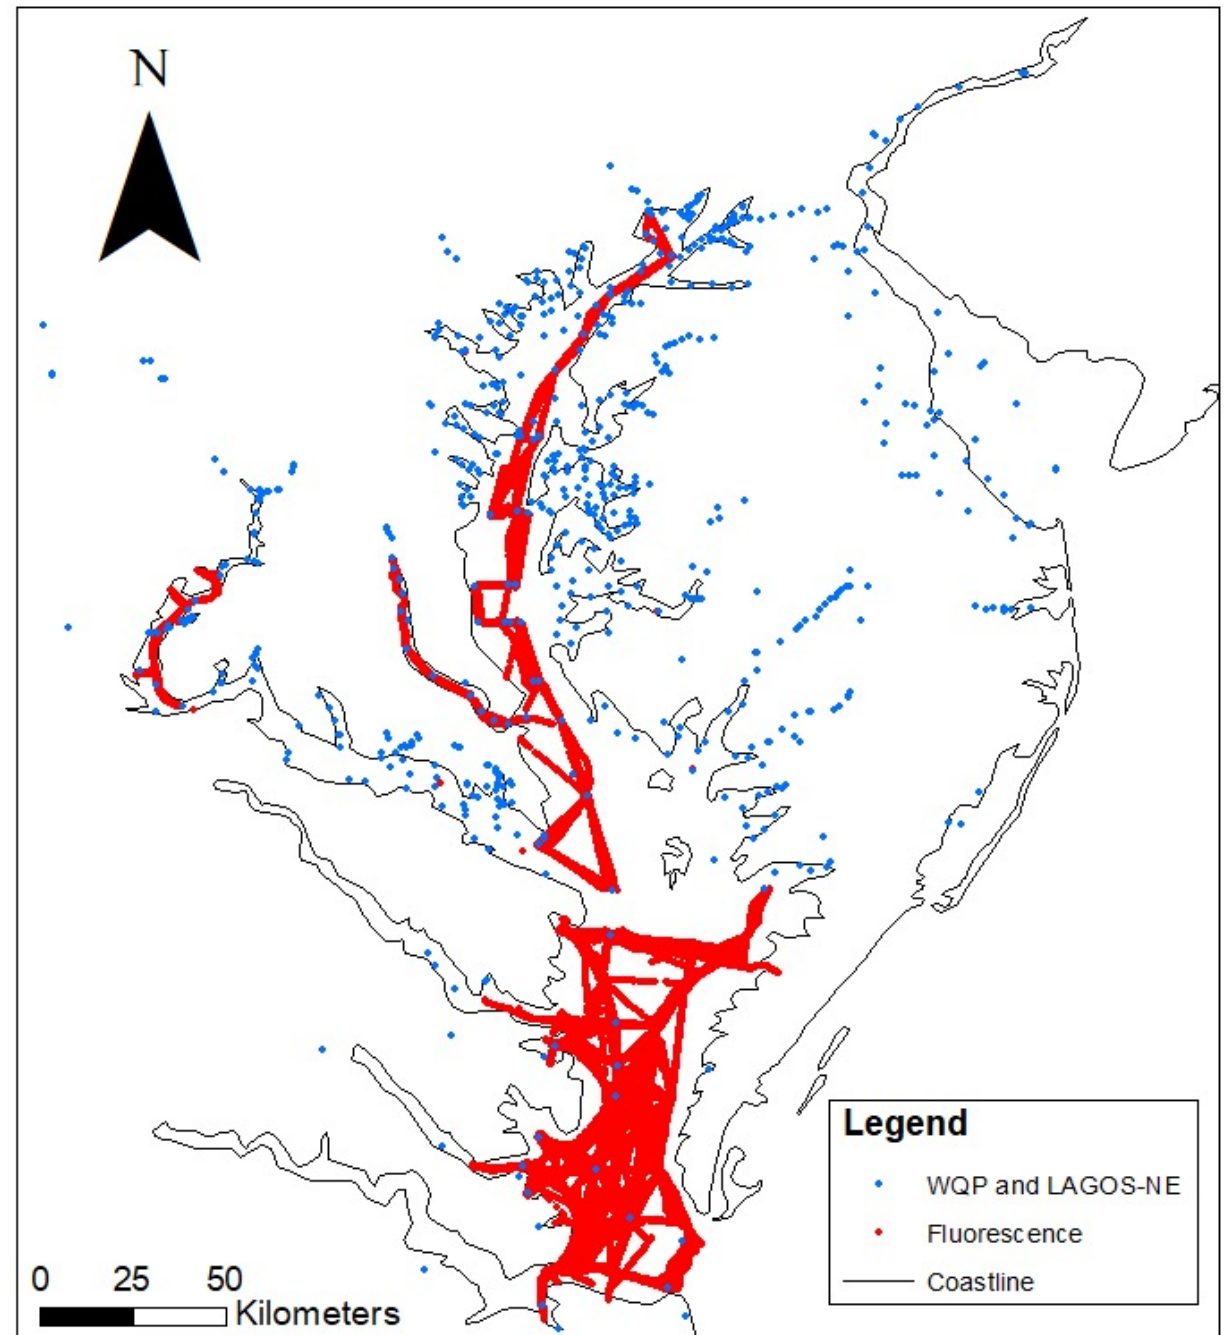 N
Legend
WQP and LAGOS-NE
Fluorescence
Coastline
0 25 50
Kilometers